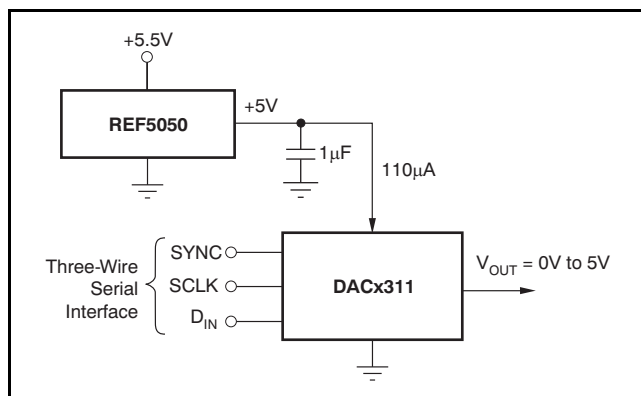 +5.5V
REF5050
+5V
1μF
110μA
Three-Wire
Serial
Interface
SYNC
SCLK
D_IN
DACx311
V_OUT = 0V to 5V